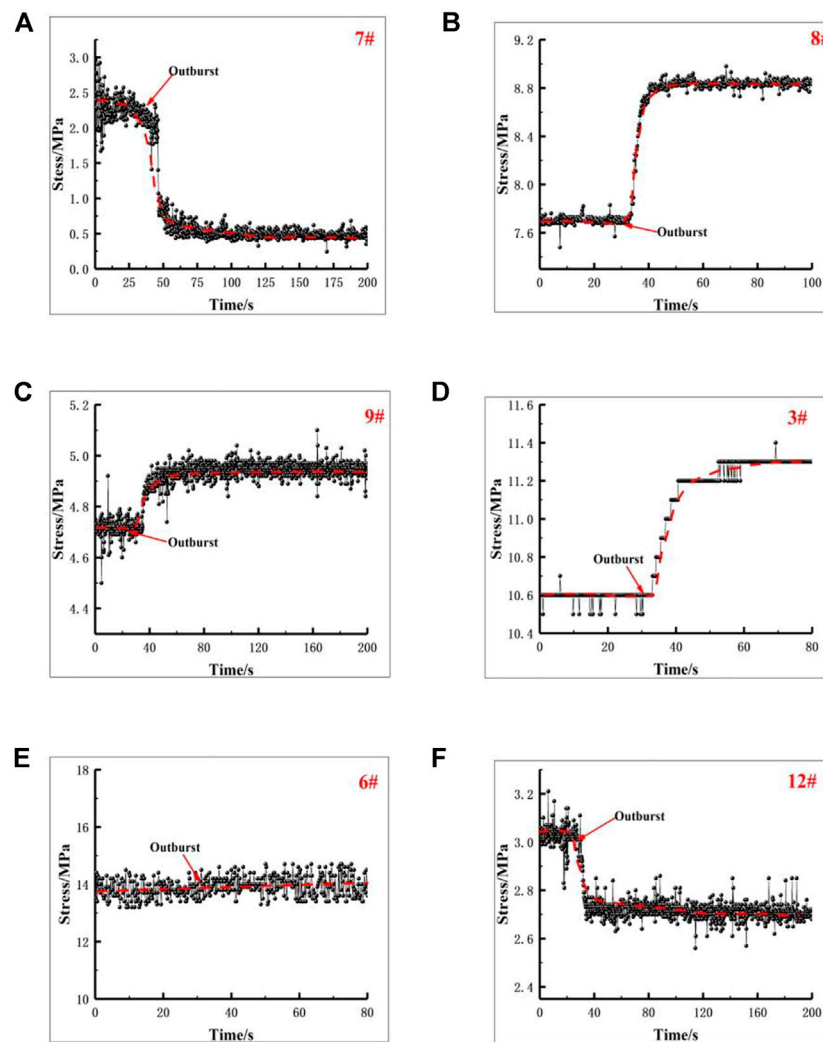 A
7#
Outburst
Stess/MPa
3.0
2.5
2.0
1.5
1.0
0.5
0.0
0 25 50 75 100 125 150 175 200
Time/s
B
8#
Outburst
Stress/MPa
9.2
8.8
8.4
8.0
7.6
0 20 40 60 80 100
Time/s
C
9#
Outburst
Stress/MPa
5.2
5.0
4.8
4.6
4.4
0 40 80 120 160 200
Time/s
D
3#
Outburst
Stress/MPa
11.6
11.4
11.2
11.0
10.8
10.6
10.4
0 20 40 60 80
Time/s
E
6#
Outburst
Stress/MPa
18
16
14
12
10
0 20 40 60 80
Time/s
F
12#
Outburst
Stress/MPa
3.2
3.0
2.8
2.6
2.4
0 40 80 120 160 200
Time/s